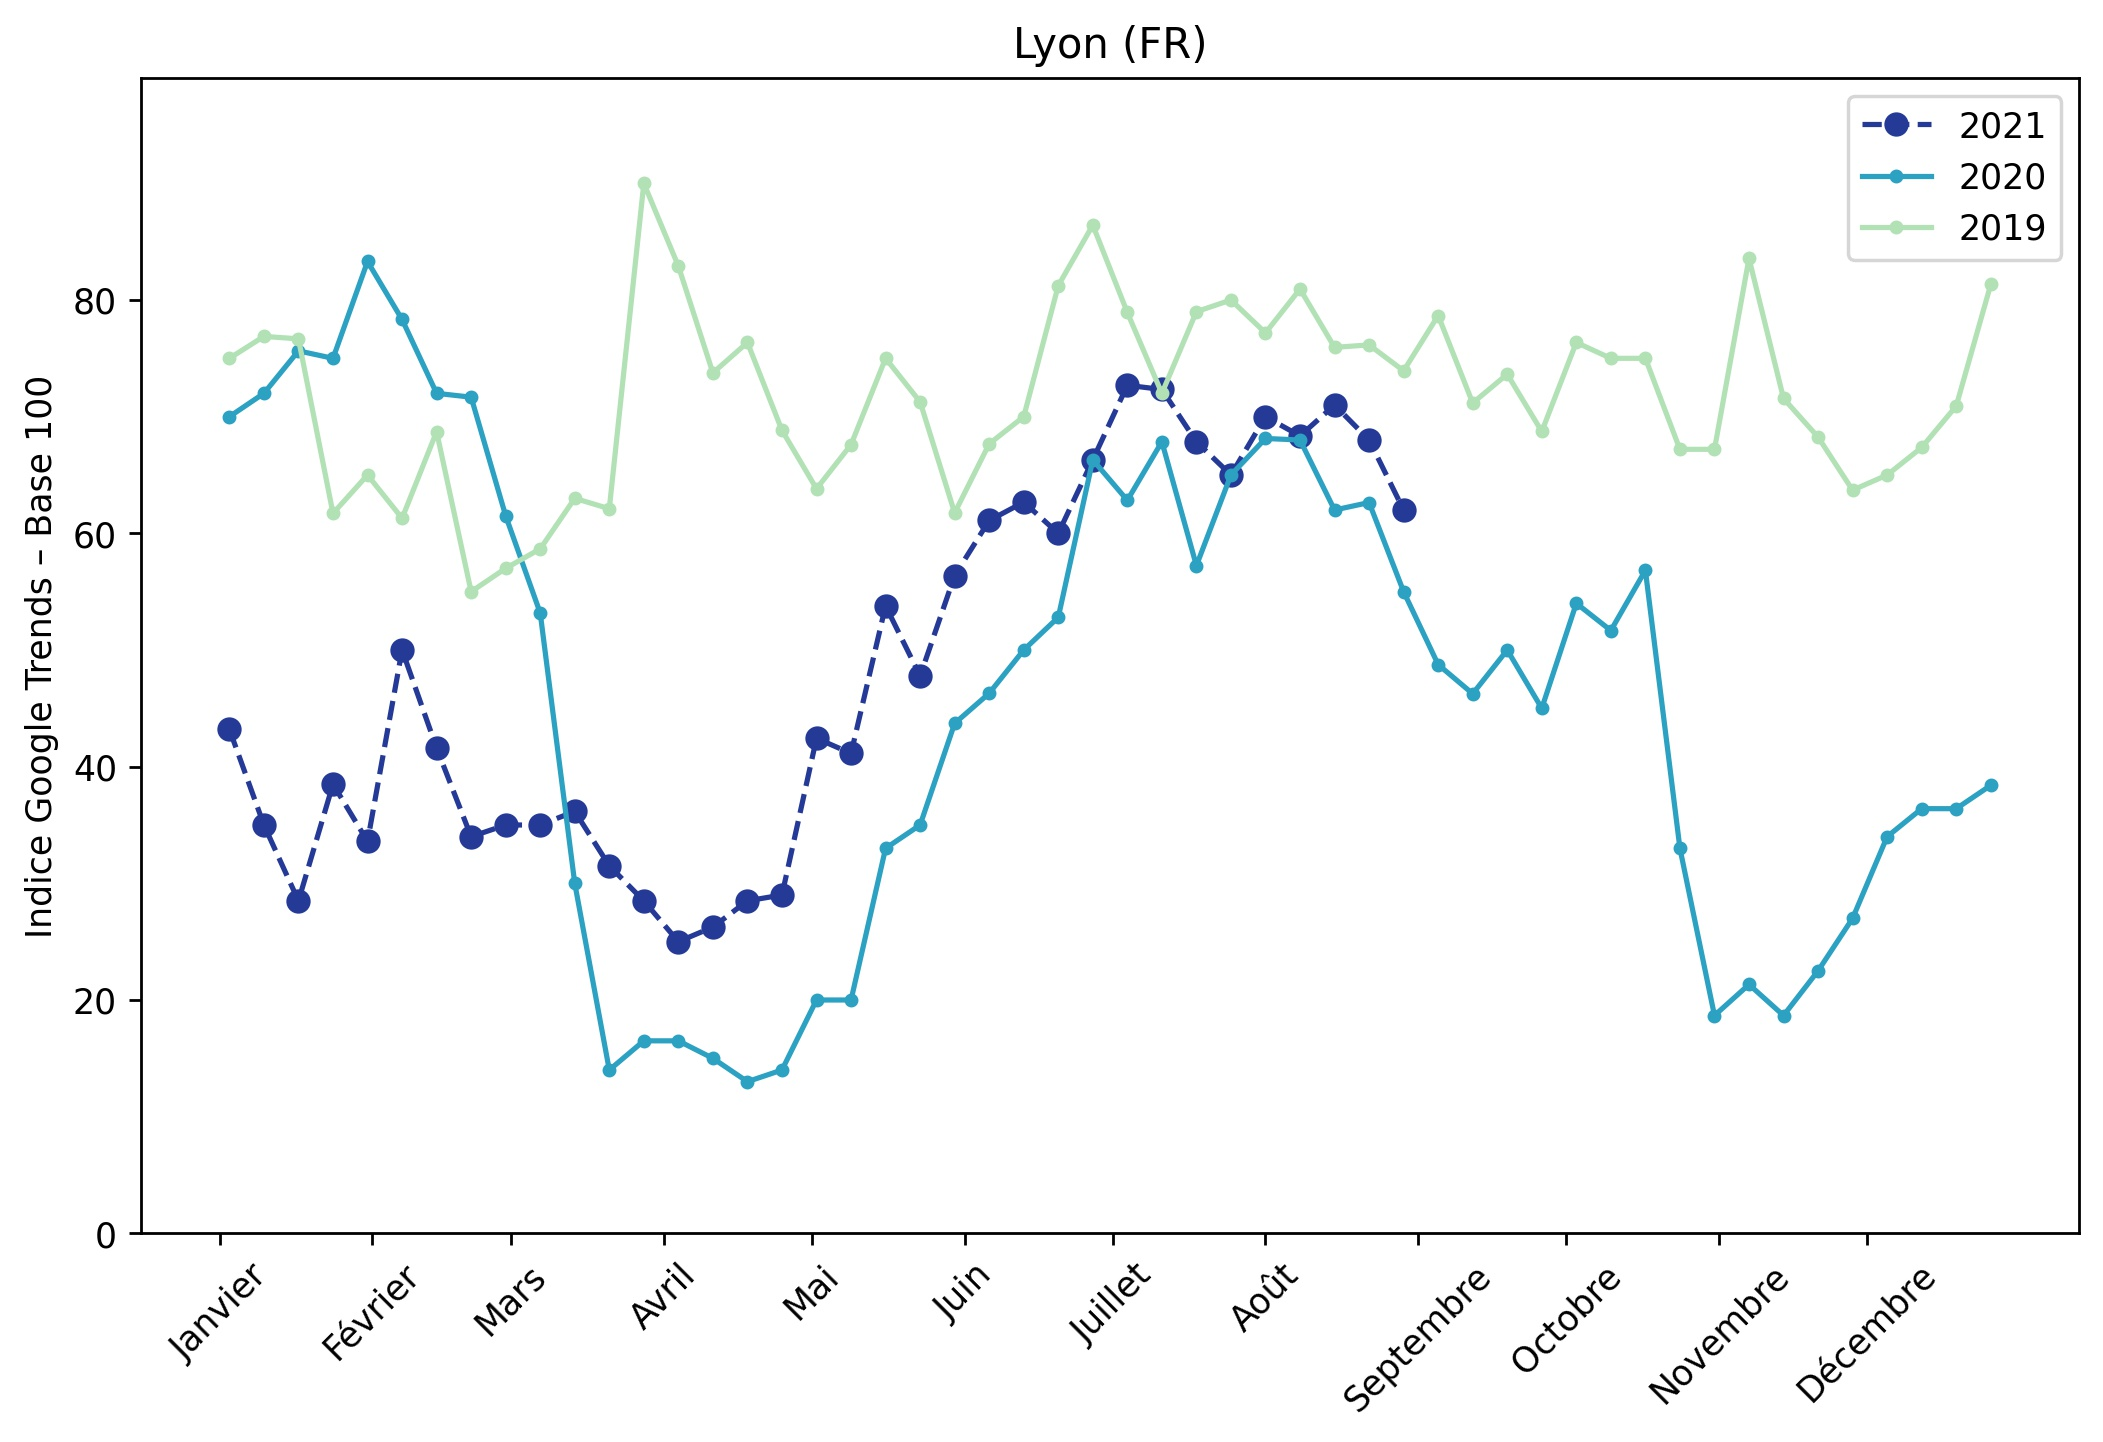 Lyon (FR)
2021
2020
2019
Indice Google Trends – Base 100
80
60
40
20
0
Janvier
Février
Mars
Avril
Mai
Juin
Juillet
Août
Septembre
Octobre
Novembre
Décembre